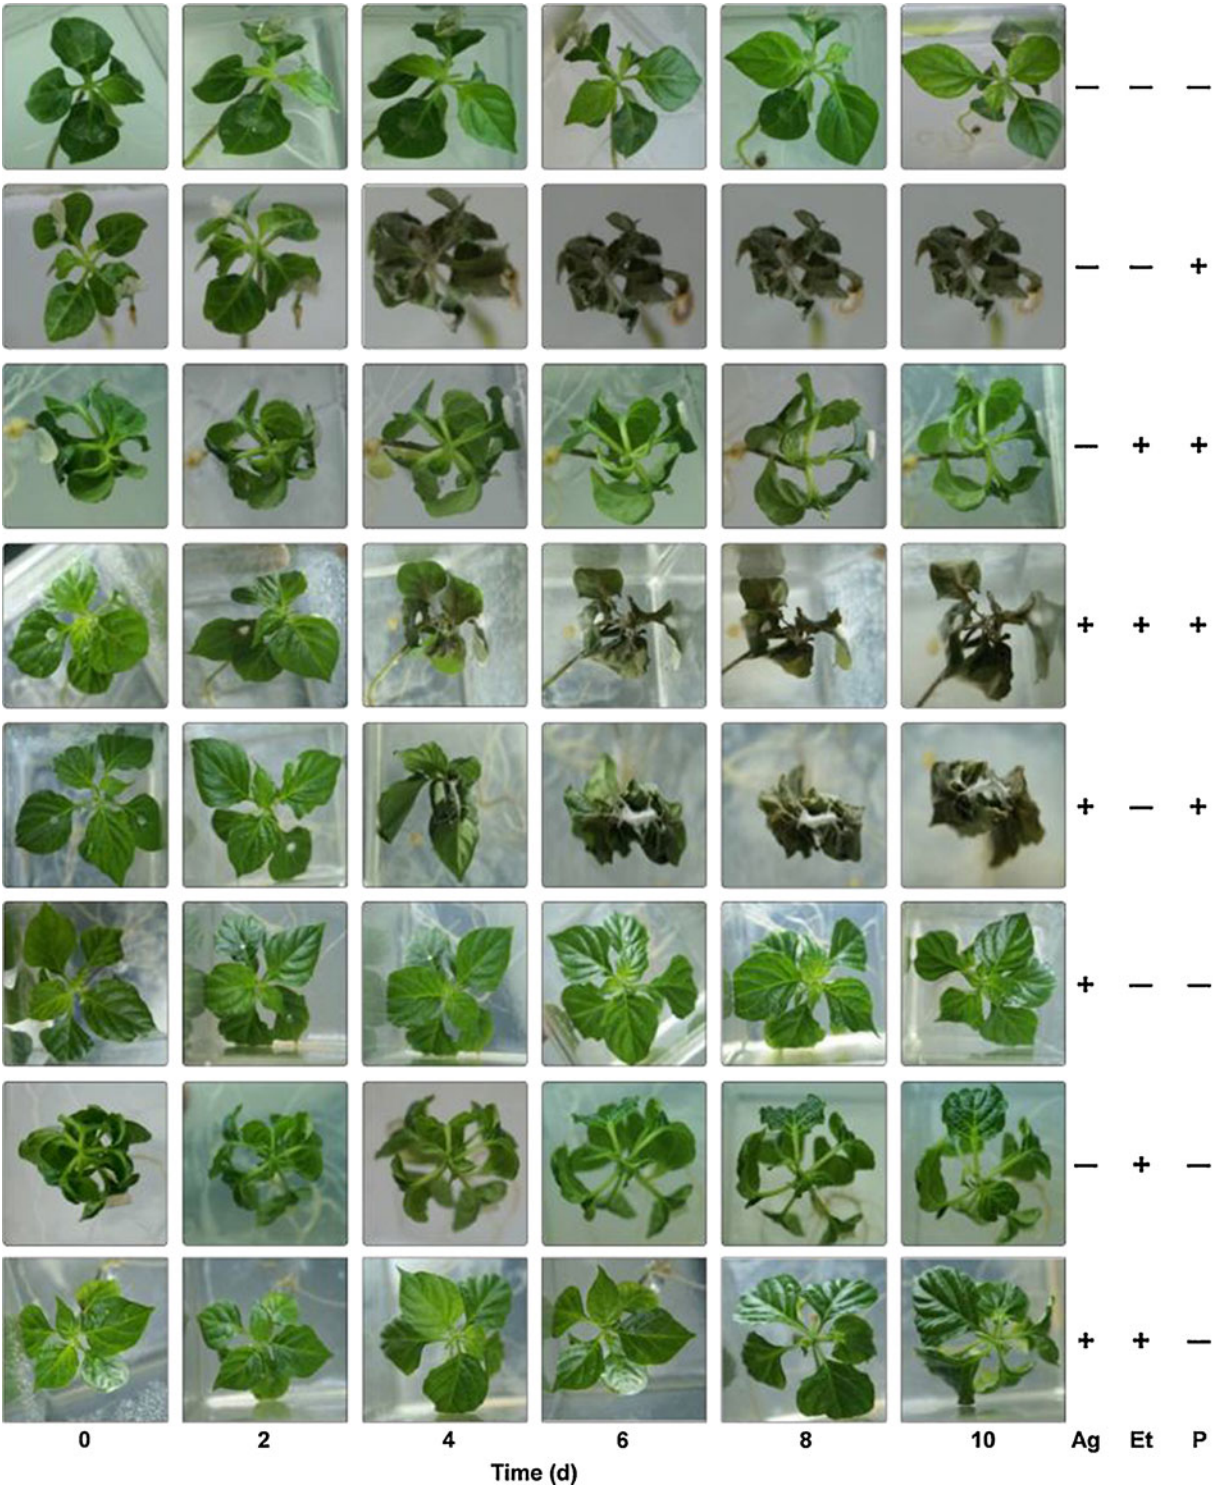 — — —
— — +
— + +
+ + +
+ — +
+ — —
— + —
+ + —
0 2 4 6 8 10 Ag Et P
Time (d)